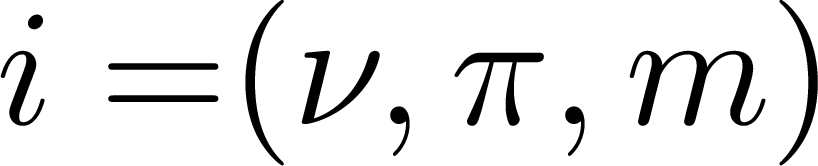 i = (ν, π, m)